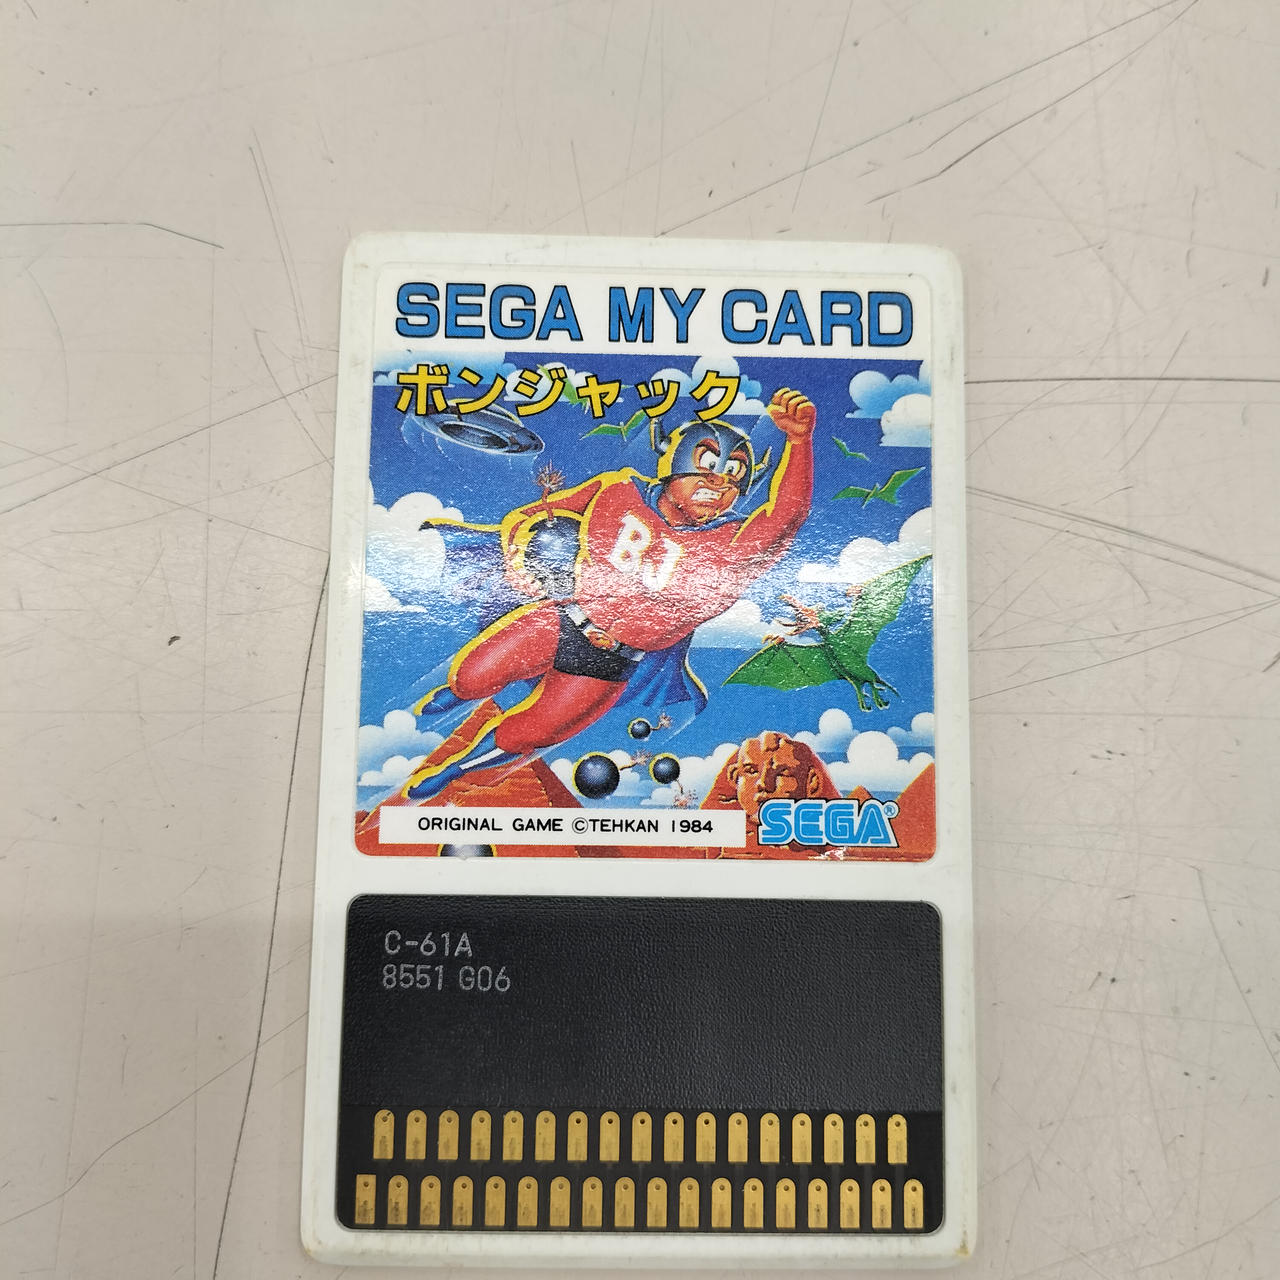 SEGA MY CARD
ボンジャック
BJ
ORIGINAL GAME ©TEHKAN 1984
SEGA®
C-61A
8551 G06